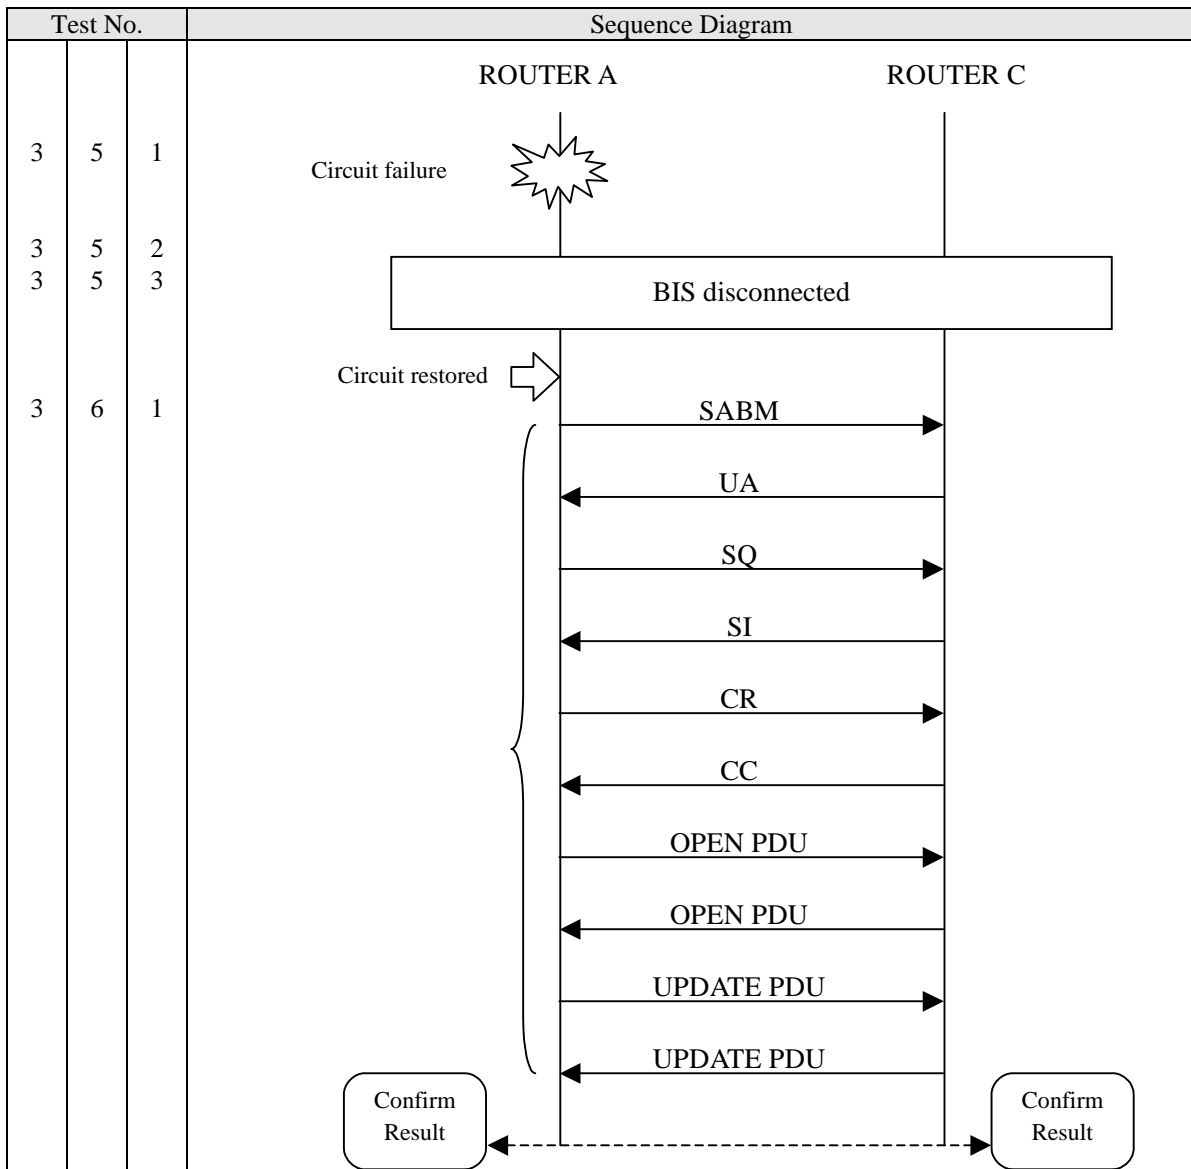 Test No. Sequence Diagram
ROUTER A ROUTER C
3 5 1 Circuit failure
3 5 2
3 5 3 BIS disconnected
Circuit restored
3 6 1 SABM
UA
SQ
SI
CR
CC
OPEN PDU
OPEN PDU
UPDATE PDU
UPDATE PDU
Confirm Confirm
Result Result